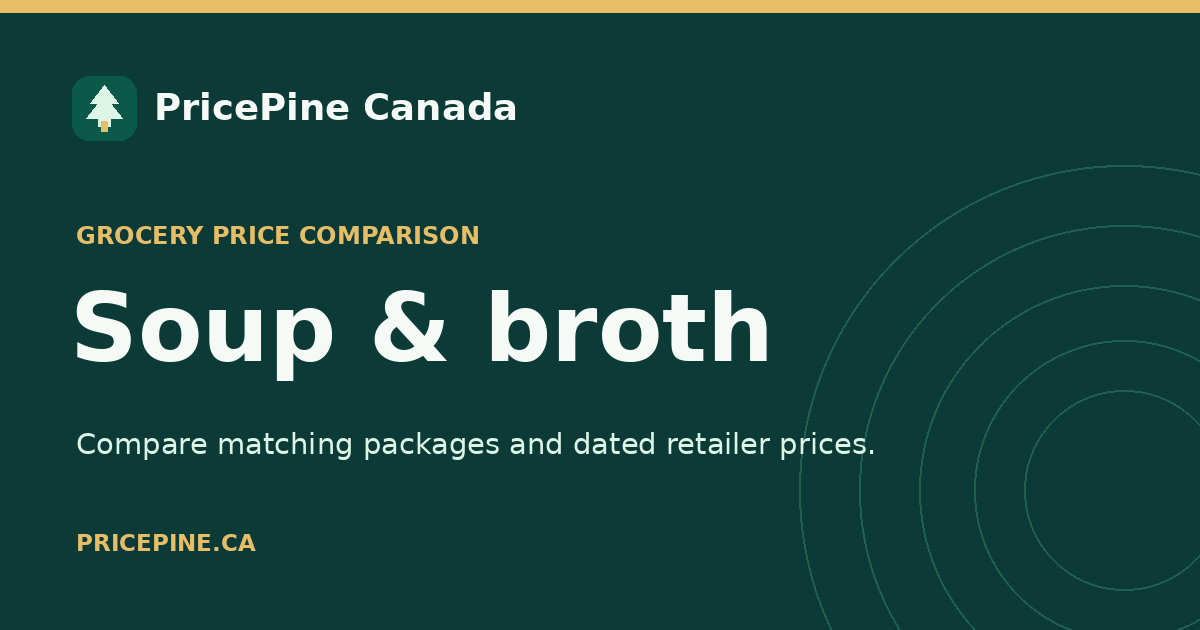 PricePine Canada
GROCERY PRICE COMPARISON
Soup & broth
Compare matching packages and dated retailer prices.
PRICEPINE.CA